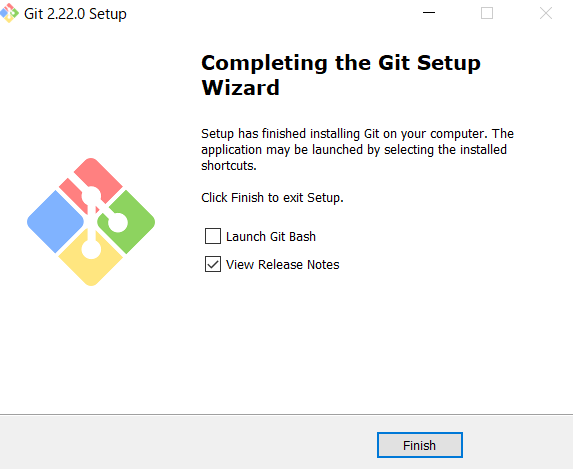 Git 2.22.0 Setup
Completing the Git Setup
Wizard
Setup has finished installing Git on your computer. The
application may be launched by selecting the installed
shortcuts.
Click Finish to exit Setup.
Launch Git Bash
View Release Notes
Finish